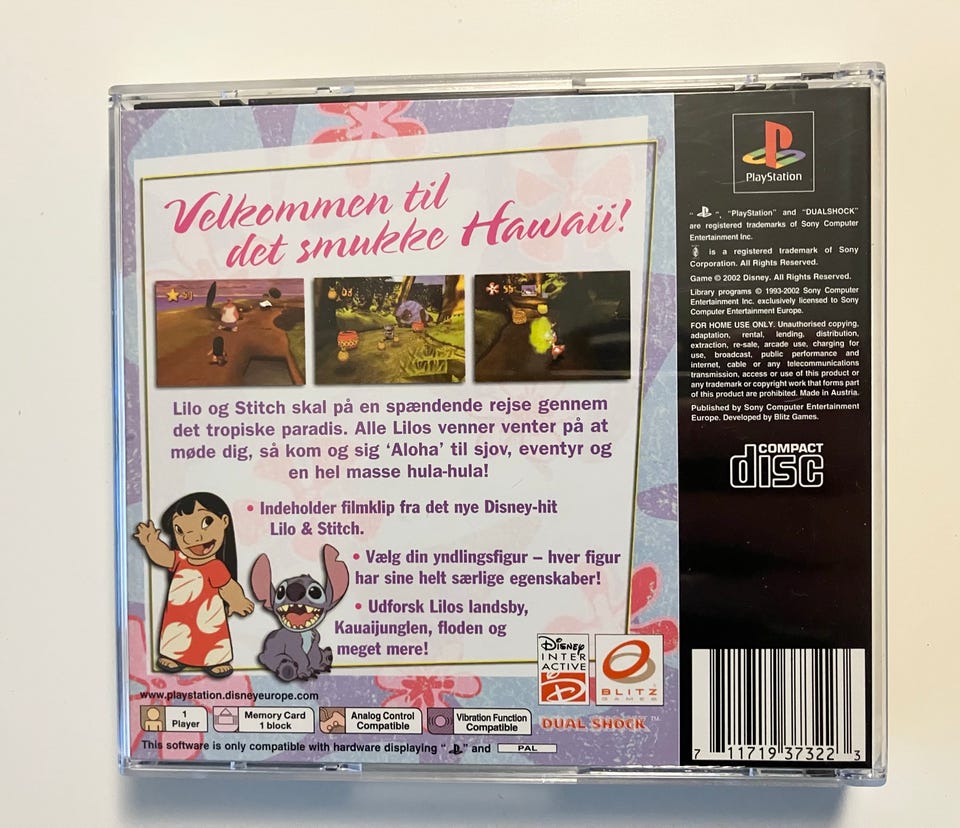 Velkommen til
det smukke Hawaii!
51
03
55
Lilo og Stitch skal på en spændende rejse gennem
det tropiske paradis. Alle Lilos venner venter på at
møde dig, så kom og sig ‘Aloha’ til sjov, eventyr og
en hel masse hula-hula!
• Indeholder filmklip fra det nye Disney-hit
Lilo & Stitch.
• Vælg din yndlingsfigur – hver figur
har sine helt særlige egenskaber!
• Udforsk Lilos landsby,
Kauaijunglen, floden og
meget mere!
Disney
INTER
ACTIVE
BLITZ
GAMES
www.playstation.disneyeurope.com
1
Player
Memory Card
1 block
Analog Control
Compatible
Vibration Function
Compatible
DUAL SHOCK™
This software is only compatible with hardware displaying " " and PAL
PlayStation
" ", "PlayStation" and "DUALSHOCK"
are registered trademarks of Sony Computer
Entertainment Inc.
is a registered trademark of Sony
Corporation. All Rights Reserved.
Game © 2002 Disney. All Rights Reserved.
Library programs © 1993-2002 Sony Computer
Entertainment Inc. exclusively licensed to Sony
Computer Entertainment Europe.
FOR HOME USE ONLY. Unauthorised copying,
adaptation, rental, lending, distribution,
extraction, re-sale, arcade use, charging for
use, broadcast, public performance and
internet, cable or any telecommunications
transmission, access or use of this product or
any trademark or copyright work that forms part
of this product are prohibited. Made in Austria.
Published by Sony Computer Entertainment
Europe. Developed by Blitz Games.
COMPACT
disc
7 11719 37322 3